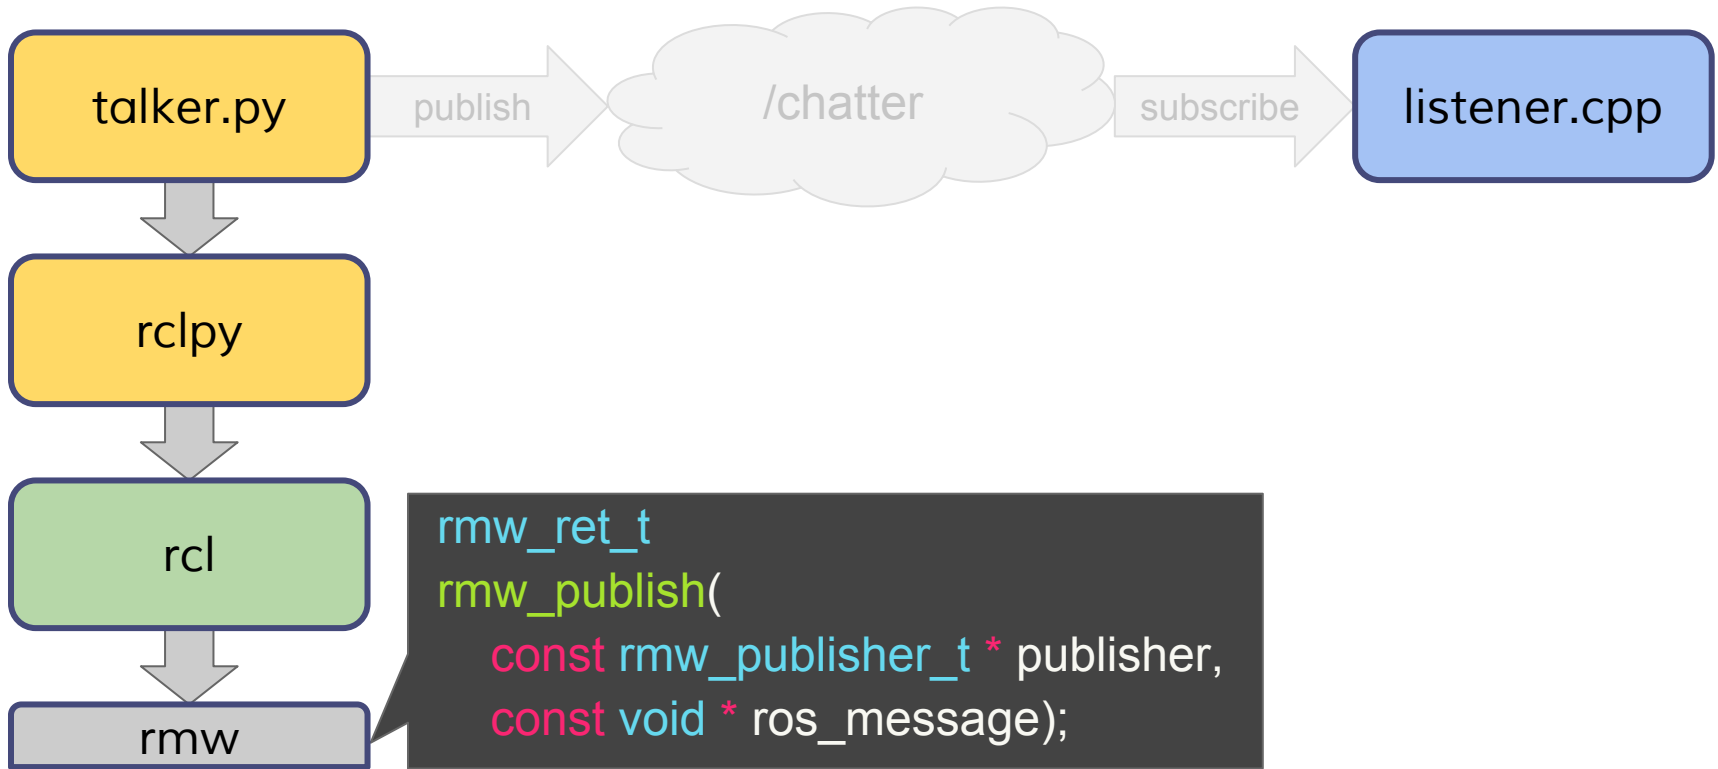 talker.py
publish
/chatter
subscribe
listener.cpp
rclpy
rcl
rmw
rmw_ret_t
rmw_publish(
const rmw_publisher_t * publisher,
const void * ros_message);